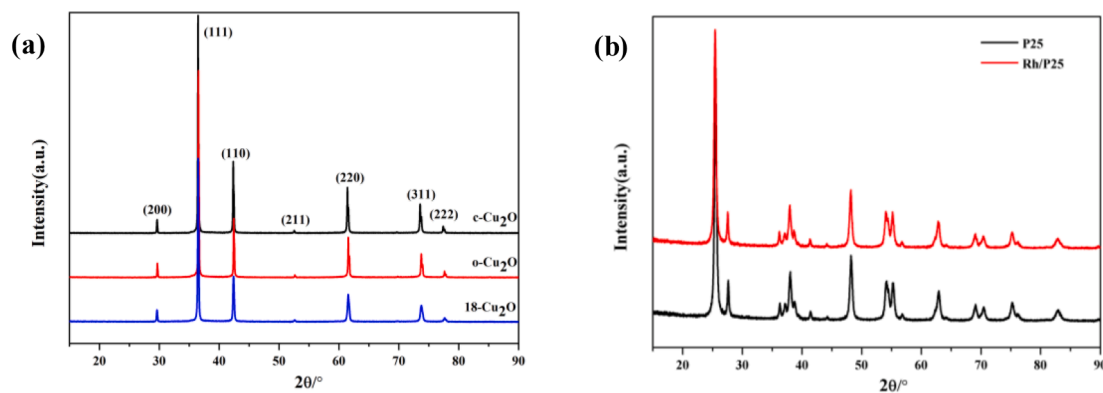 (a)
(111)
(110)
(220)
(311)
(200)
(211)
(222)
c-Cu2O
o-Cu2O
18-Cu2O
Intensity(a.u.)
20 30 40 50 60 70 80 90
2θ/°
(b)
P25
Rh/P25
Intensity(a.u.)
20 30 40 50 60 70 80 90
2θ/°